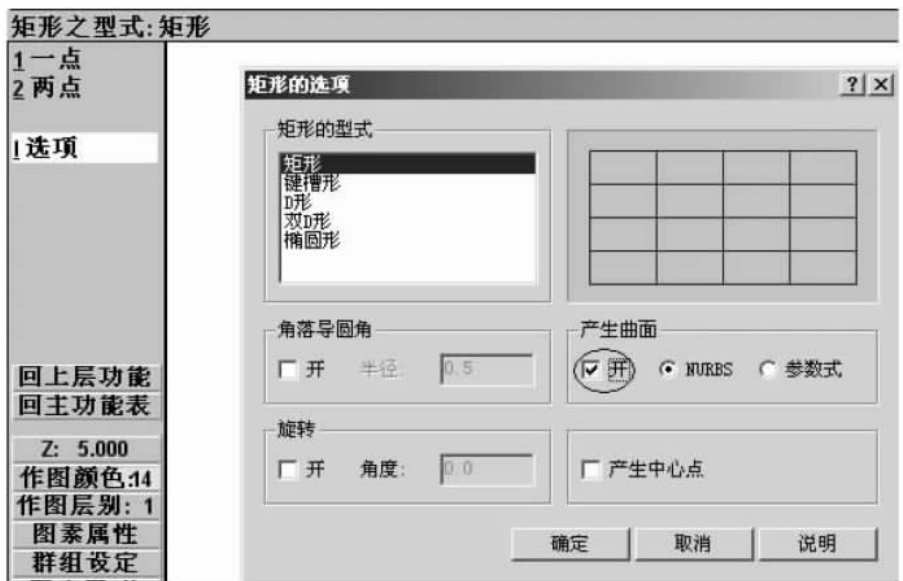 矩形之型式:矩形
1一点
2两点
I选项
回上层功能
回主功能表
Z: 5.000
作图颜色:14
作图层别: 1
图素属性
群组设定
矩形的选项
矩形的型式
矩形
键槽形
D形
双D形
椭圆形
角落导圆角
开 半径: 0.5
产生曲面
开 NURBS 参数式
旋转
开 角度: 0.0
产生中心点
确定 取消 说明